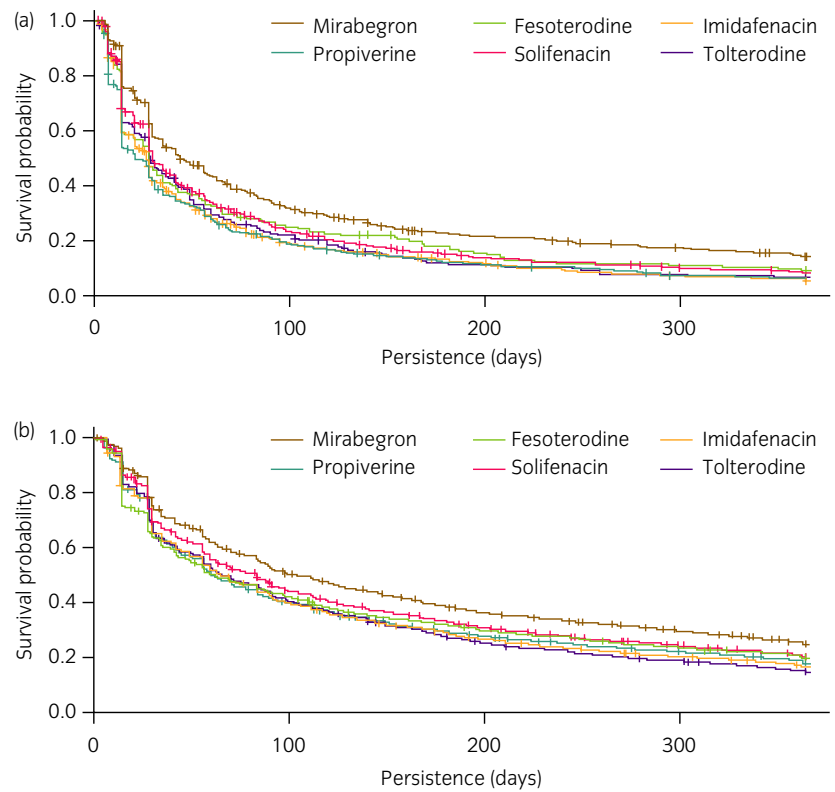 (a)
Mirabegron Fesoterodine Imidafenacin
Propiverine Solifenacin Tolterodine
Survival probability
1.0
0.8
0.6
0.4
0.2
0.0
0 100 200 300
Persistence (days)
(b)
Mirabegron Fesoterodine Imidafenacin
Propiverine Solifenacin Tolterodine
Survival probability
1.0
0.8
0.6
0.4
0.2
0.0
0 100 200 300
Persistence (days)